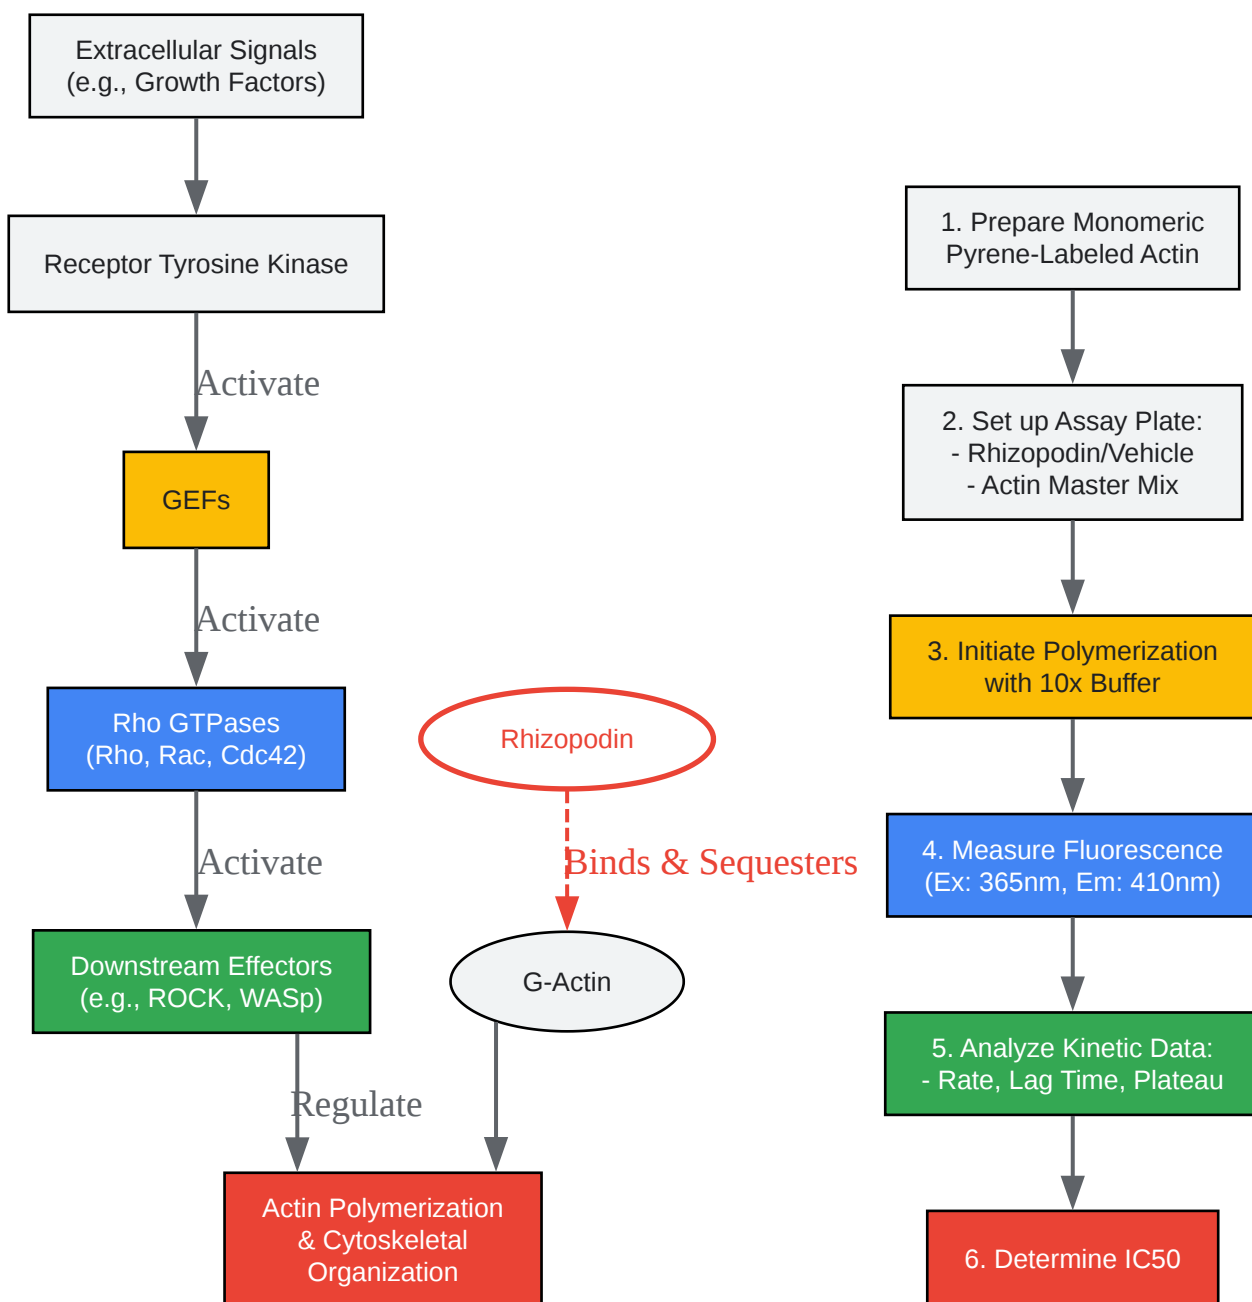 Extracellular Signals
(e.g., Growth Factors)
Receptor Tyrosine Kinase
Activate
GEFs
Activate
Rho GTPases
(Rho, Rac, Cdc42)
Rhizopodin
Activate
Binds & Sequesters
Downstream Effectors
(e.g., ROCK, WASp)
G-Actin
Regulate
Actin Polymerization
& Cytoskeletal
Organization
1. Prepare Monomeric
Pyrene-Labeled Actin
2. Set up Assay Plate:
- Rhizopodin/Vehicle
- Actin Master Mix
3. Initiate Polymerization
with 10x Buffer
4. Measure Fluorescence
(Ex: 365nm, Em: 410nm)
5. Analyze Kinetic Data:
- Rate, Lag Time, Plateau
6. Determine IC50